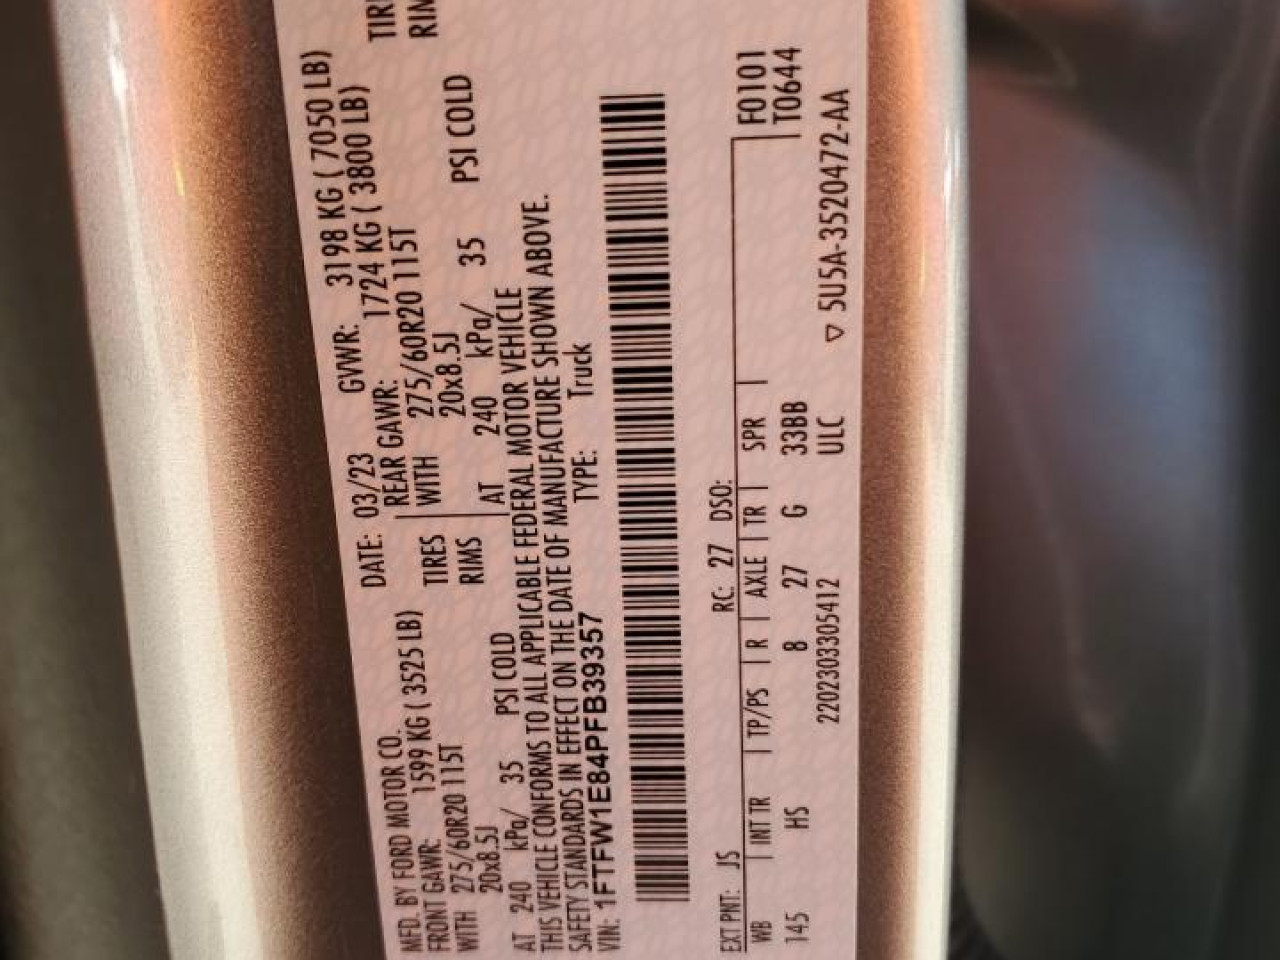 MFD. BY FORD MOTOR CO. DATE: 03/23 GVWR: 3198 KG ( 7050 LB)
FRONT GAWR: 1599 KG ( 3525 LB) REAR GAWR: 1724 KG ( 3800 LB)
WITH 275/60R20 115T TIRES WITH 275/60R20 115T TIR
20x8.5J RIMS 20x8.5J RIM
AT 240 kPa/ 35 PSI COLD AT 240 kPa/ 35 PSI COLD
THIS VEHICLE CONFORMS TO ALL APPLICABLE FEDERAL MOTOR VEHICLE
SAFETY STANDARDS IN EFFECT ON THE DATE OF MANUFACTURE SHOWN ABOVE.
VIN: 1FTFW1E84PFB39357 TYPE: Truck
EXT PNT: JS RC: 27 DSO: F0101
WB INT TR TP/PS R AXLE TR SPR T0644
145 HS 8 27 G 33BB
2202303305412 ULC ▽ 5U5A-3520472-AA